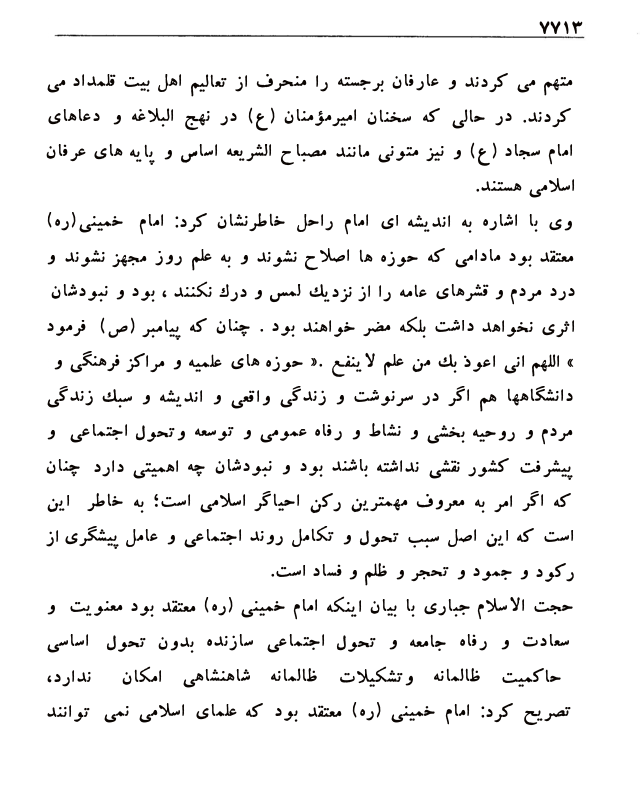 ۷۷۱۳
متهم می کردند و عارفان برجسته را منحرف از تعالیم اهل بیت قلمداد می
کردند. در حالی که سخنان امیرمؤمنان (ع) در نهج البلاغه و دعاهای
امام سجاد (ع) و نیز متونی مانند مصباح الشریعه اساس و پایه های عرفان
اسلامی هستند.
وی با اشاره به اندیشه ای امام راحل خاطرنشان کرد: امام خمینی(ره)
معتقد بود مادامی که حوزه ها اصلاح نشوند و به علم روز مجهز نشوند و
درد مردم و قشرهای عامه را از نزدیك لمس و درك نکنند ، بود و نبودشان
اثری نخواهد داشت بلکه مضر خواهند بود . چنان که پیامبر (ص) فرمود
» اللهم انی اعوذ بك من علم لا ینفع .« حوزه های علمیه و مراکز فرهنگی و
دانشگاهها هم اگر در سرنوشت و زندگی واقعی و اندیشه و سبك زندگی
مردم و روحیه بخشی و نشاط و رفاه عمومی و توسعه و تحول اجتماعی و
پیشرفت کشور نقشی نداشته باشند بود و نبودشان چه اهمیتی دارد چنان
که اگر امر به معروف مهمترین رکن احیاگر اسلامی است؛ به خاطر این
است که این اصل سبب تحول و تکامل روند اجتماعی و عامل پیشگری از
رکود و جمود و تحجر و ظلم و فساد است.
حجت الاسلام جباری با بیان اینکه امام خمینی (ره) معتقد بود معنویت و
سعادت و رفاه جامعه و تحول اجتماعی سازنده بدون تحول اساسی
حاکمیت ظالمانه و تشکیلات ظالمانه شاهنشاهی امکان ندارد،
تصریح کرد: امام خمینی (ره) معتقد بود که علمای اسلامی نمی توانند